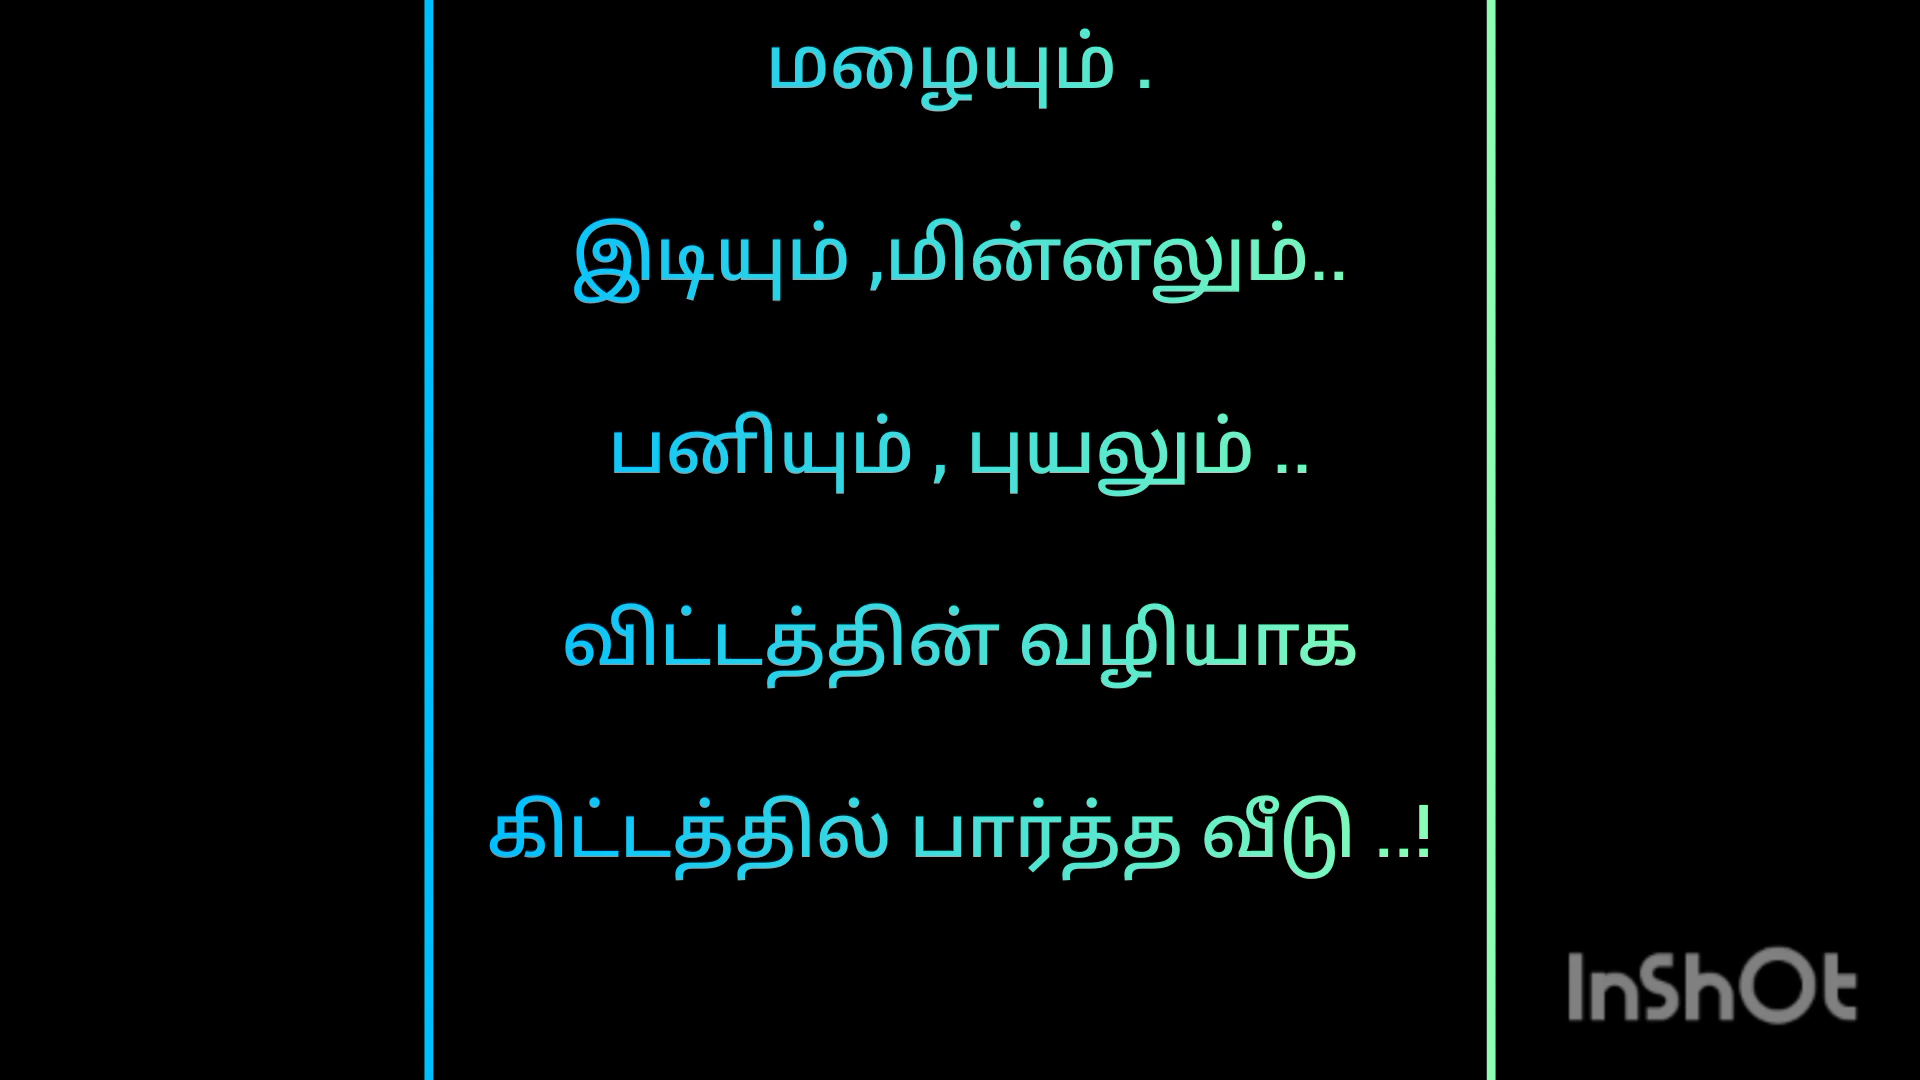 மழையும் .
இடியும் ,மின்னலும்..
பனியும் , புயலும் ..
விட்டத்தின் வழியாக
கிட்டத்தில் பார்த்த வீடு ..!
InShOt